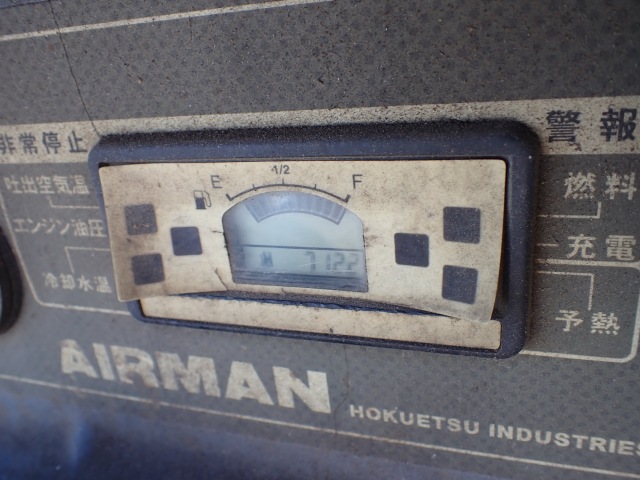 非常停止
警報
吐出空気温
エンジン油圧
冷却水温
E 1/2 F
H 7122
燃料
充電
予熱
AIRMAN
HOKUETSU INDUSTRIES